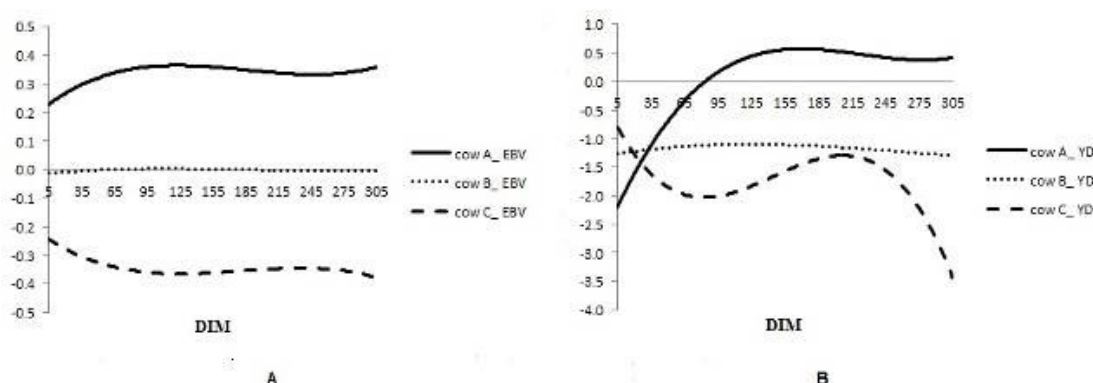 0.5
0.4
0.3
0.2
0.1
0.0
-0.1
-0.2
-0.3
-0.4
-0.5
5 35 65 95 125 155 185 215 245 275 305
cow A_ EBV
cow B_ EBV
cow C_ EBV
DIM
A
1.0
0.5
0.0
-0.5
-1.0
-1.5
-2.0
-2.5
-3.0
-3.5
-4.0
5 35 65 95 125 155 185 215 245 275 305
cow A_ YD
cow B_ YD
cow C_ YD
DIM
B